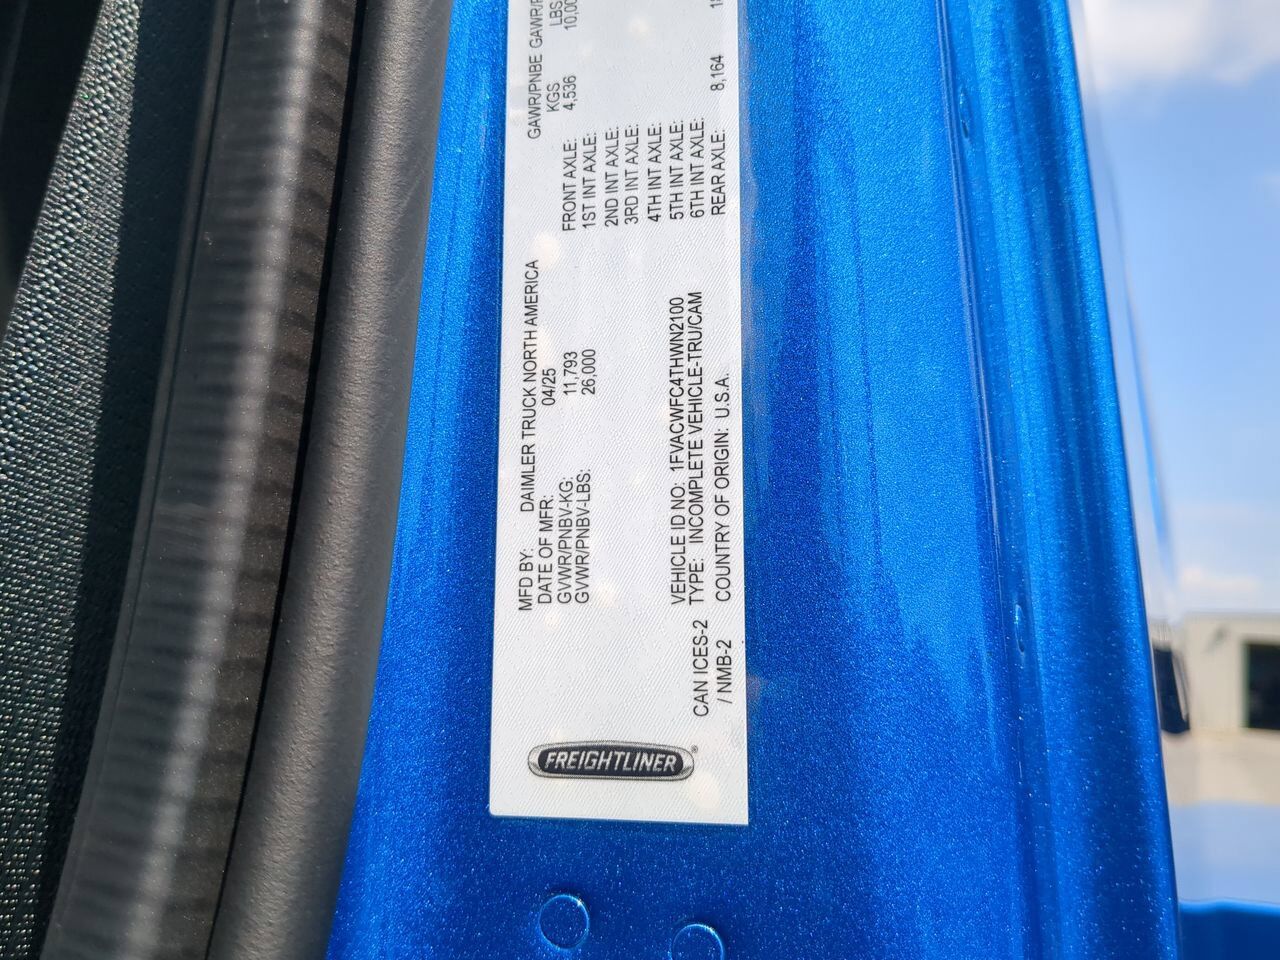 MFD BY: DAIMLER TRUCK NORTH AMERICA
DATE OF MFR: 04/25
GVWR/PNBV-KG: 11,793
GVWR/PNBV-LBS: 26,000
GAWR/PNBE GAWR/P
KGS LBS
FRONT AXLE: 4,536 10,00
1ST INT AXLE:
2ND INT AXLE:
3RD INT AXLE:
4TH INT AXLE:
5TH INT AXLE:
6TH INT AXLE:
REAR AXLE: 8,164
VEHICLE ID NO: 1FVACWFC4THWN2100
TYPE: INCOMPLETE VEHICLE-TRU/CAM
COUNTRY OF ORIGIN: U.S.A.
CAN ICES-2
/ NMB-2
FREIGHTLINER®